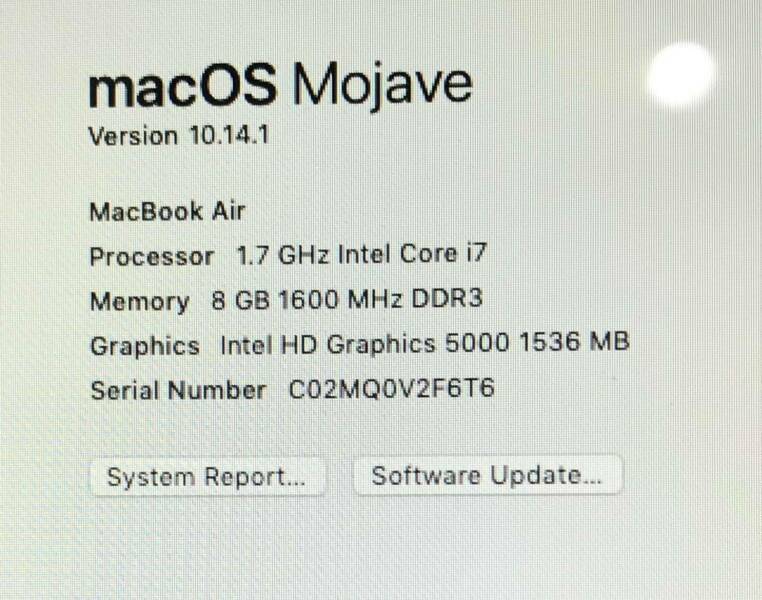 macOS Mojave
Version 10.14.1
MacBook Air
Processor 1.7 GHz Intel Core i7
Memory 8 GB 1600 MHz DDR3
Graphics Intel HD Graphics 5000 1536 MB
Serial Number C02MQ0V2F6T6
System Report... Software Update...